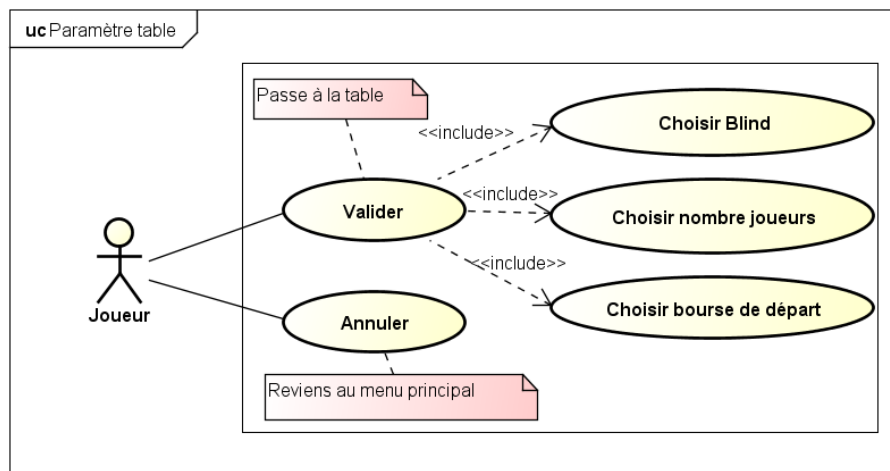 uc Paramètre table
Passe à la table
<<include>>
Choisir Blind
Valider
<<include>>
Choisir nombre joueurs
<<include>>
Choisir bourse de départ
Joueur
Annuler
Reviens au menu principal